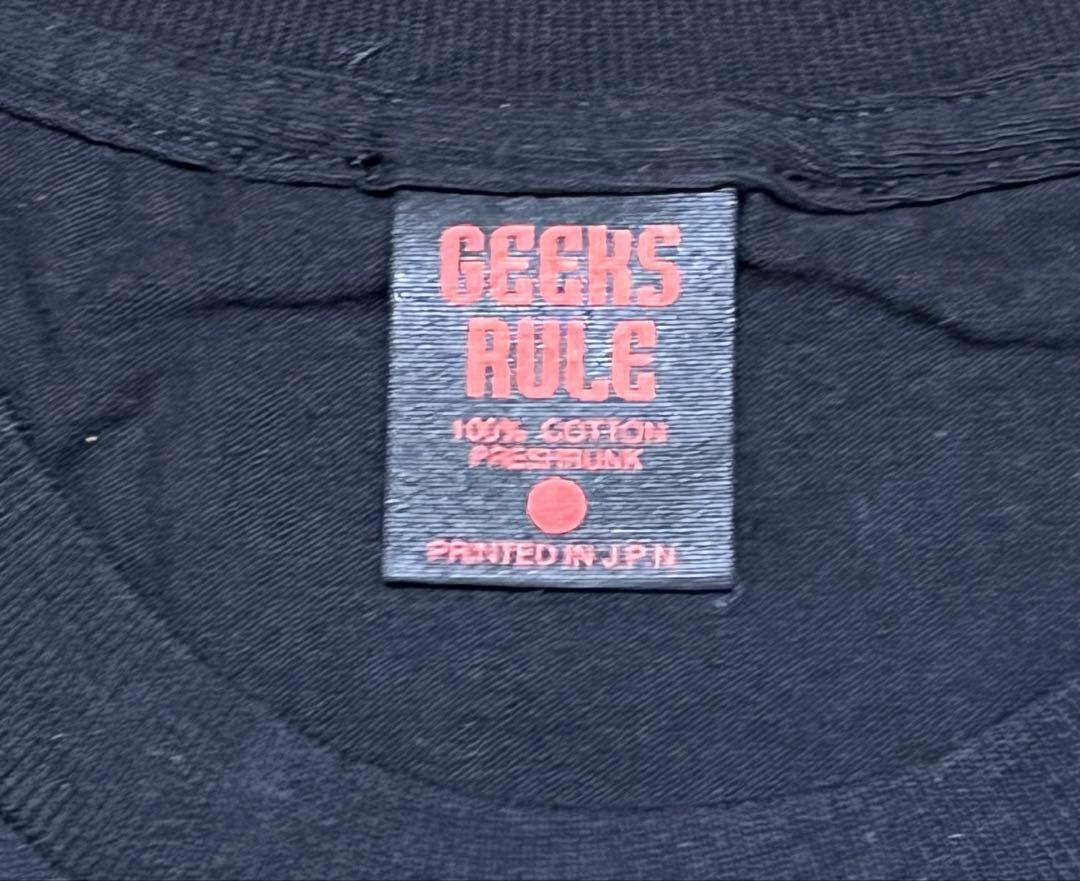 GEEKS
RULE
100% COTTON
PRESHRUNK
PRINTED IN J.P.N